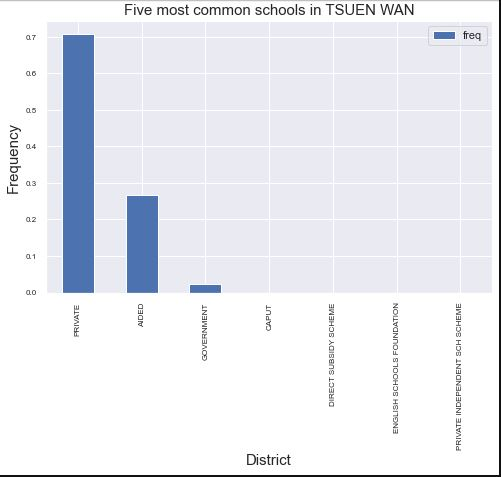 Five most common schools in TSUEN WAN
freq
0.7
0.6
0.5
0.4
0.3
0.2
0.1
0.0
Frequency
PRIVATE
AIDED
GOVERNMENT
CAPUT
DIRECT SUBSIDY SCHEME
ENGLISH SCHOOLS FOUNDATION
PRIVATE INDEPENDENT SCH SCHEME
District